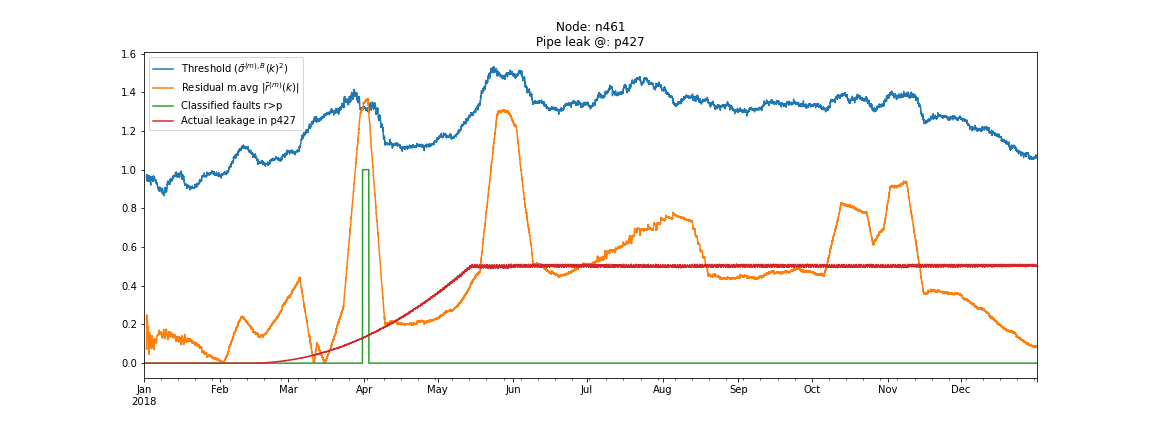 Node: n461
Pipe leak @: p427
Threshold (σ̄⁽ᵐ⁾,ᴮ(k)²)
Residual m.avg |r̄⁽ᵐ⁾(k)|
Classified faults r>p
Actual leakage in p427
1.6
1.4
1.2
1.0
0.8
0.6
0.4
0.2
0.0
Jan Feb Mar Apr May Jun Jul Aug Sep Oct Nov Dec
2018